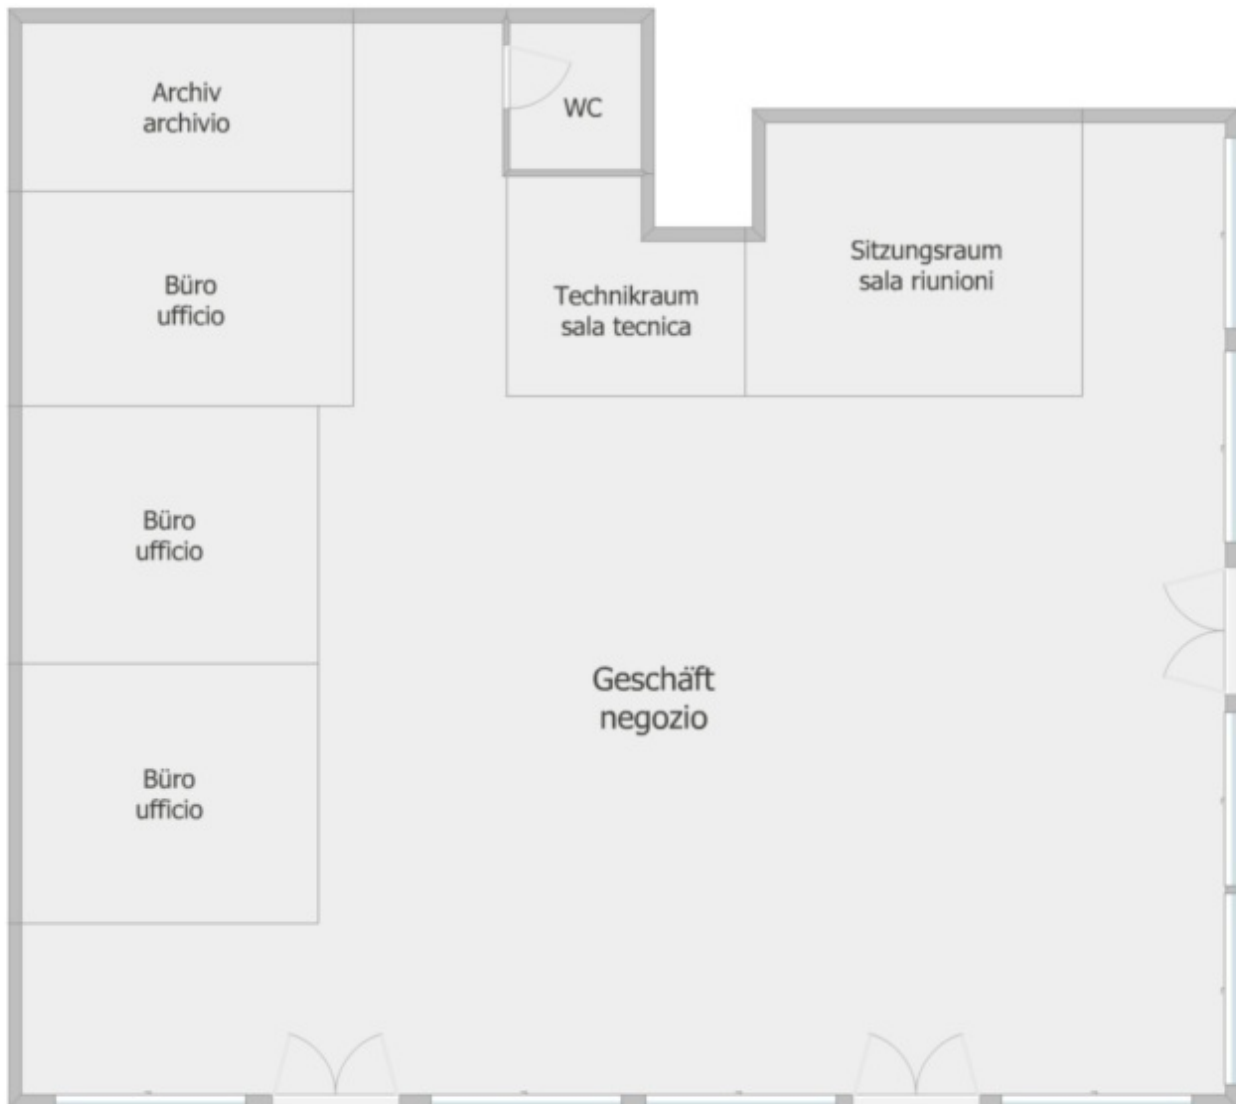 Archiv
archivio
WC
Büro
ufficio
Technikraum
sala tecnica
Sitzungsraum
sala riunioni
Büro
ufficio
Geschäft
negozio
Büro
ufficio